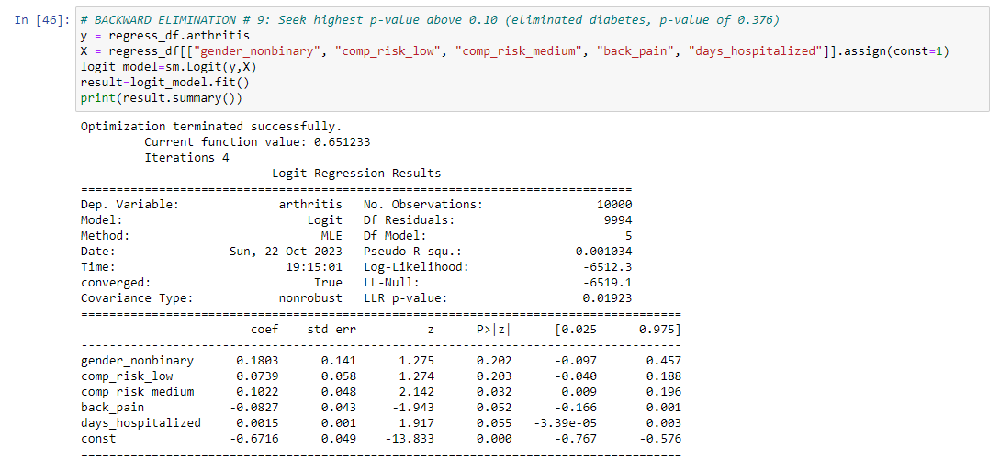 In [46]: # BACKWARD ELIMINATION # 9: Seek highest p-value above 0.10 (eliminated diabetes, p-value of 0.376)
y = regress_df.arthritis
X = regress_df[["gender_nonbinary", "comp_risk_low", "comp_risk_medium", "back_pain", "days_hospitalized"]].assign(const=1)
logit_model=sm.Logit(y,X)
result=logit_model.fit()
print(result.summary())
Optimization terminated successfully.
         Current function value: 0.651233
         Iterations 4
                           Logit Regression Results
==============================================================================
Dep. Variable:              arthritis   No. Observations:                10000
Model:                          Logit   Df Residuals:                     9994
Method:                           MLE   Df Model:                            5
Date:                Sun, 22 Oct 2023   Pseudo R-squ.:                0.001034
Time:                        19:15:01   Log-Likelihood:                -6512.3
converged:                       True   LL-Null:                       -6519.1
Covariance Type:            nonrobust   LLR p-value:                   0.01923
=====================================================================================
                        coef    std err          z      P>|z|      [0.025      0.975]
-------------------------------------------------------------------------------------
gender_nonbinary      0.1803      0.141      1.275      0.202      -0.097       0.457
comp_risk_low         0.0739      0.058      1.274      0.203      -0.040       0.188
comp_risk_medium      0.1022      0.048      2.142      0.032       0.009       0.196
back_pain            -0.0827      0.043     -1.943      0.052      -0.166       0.001
days_hospitalized     0.0015      0.001      1.917      0.055   -3.39e-05       0.003
const                -0.6716      0.049    -13.833      0.000      -0.767      -0.576
=====================================================================================